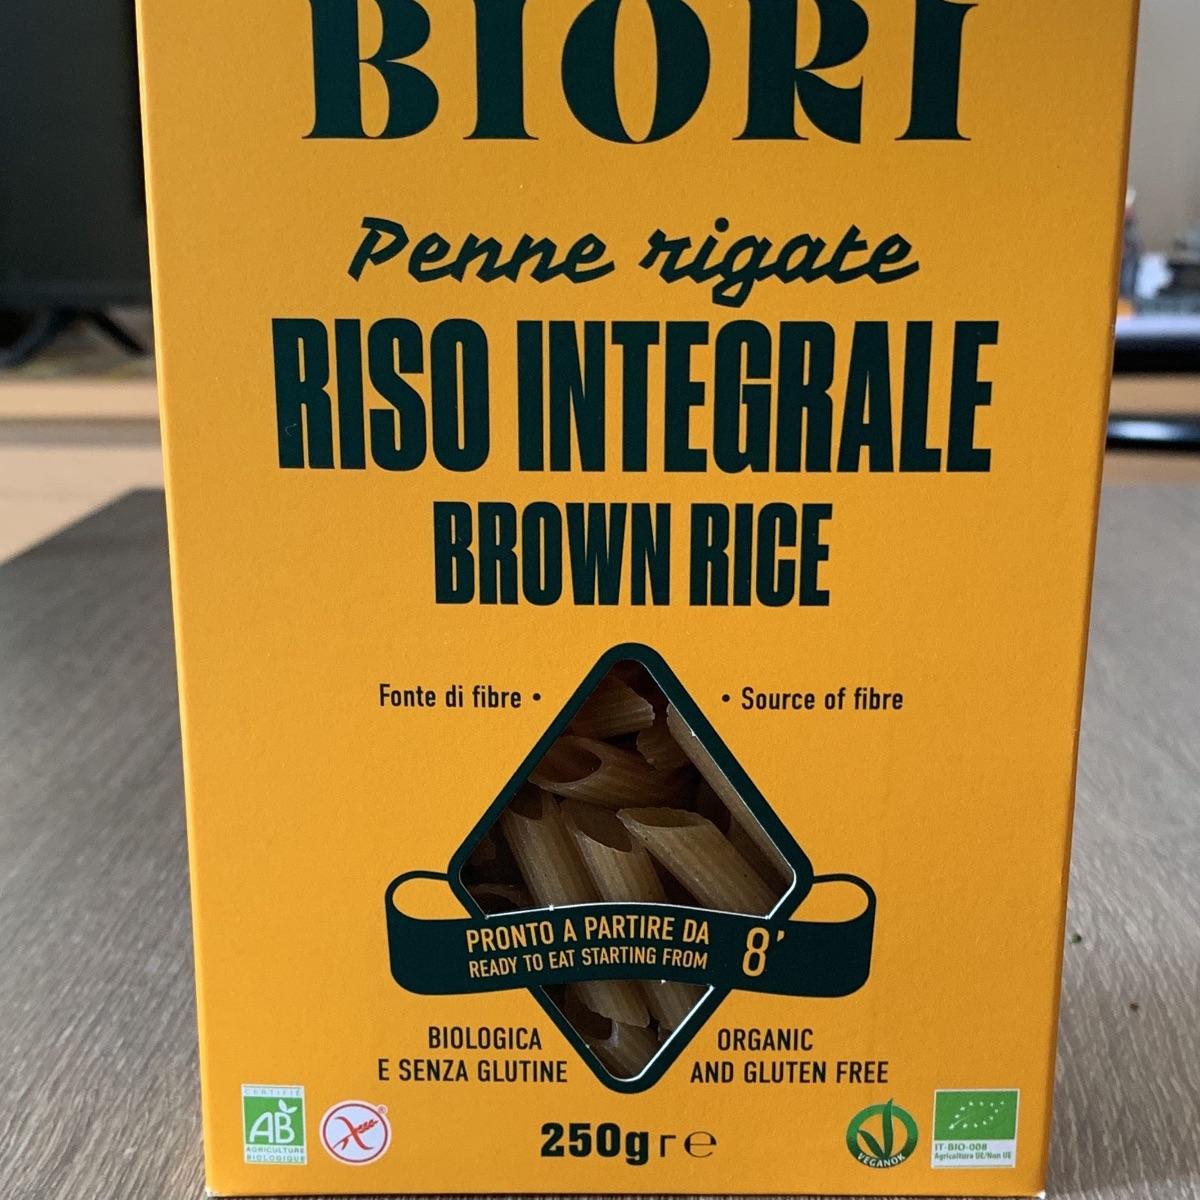 BIORI
Penne rigate
RISO INTEGRALE
BROWN RICE
Fonte di fibre •
• Source of fibre
PRONTO A PARTIRE DA
READY TO EAT STARTING FROM
8'
BIOLOGICA
E SENZA GLUTINE
ORGANIC
AND GLUTEN FREE
CERTIFIÉ
AB
AGRICULTURE
BIOLOGIQUE
®
250g r e
VEGANOK
IT-BIO-008
Agricoltura UE/Non UE